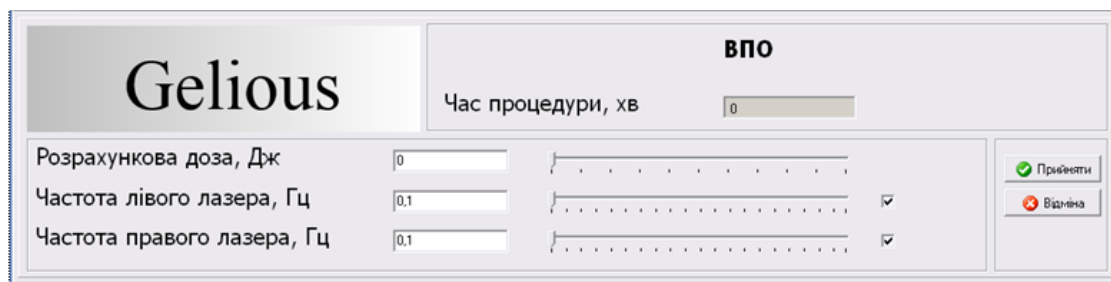 Gelious
ВПО
Час процедури, хв 0
Розрахункова доза, Дж 0
Частота лівого лазера, Гц 0,1
Частота правого лазера, Гц 0,1
Прийняти
Відміна